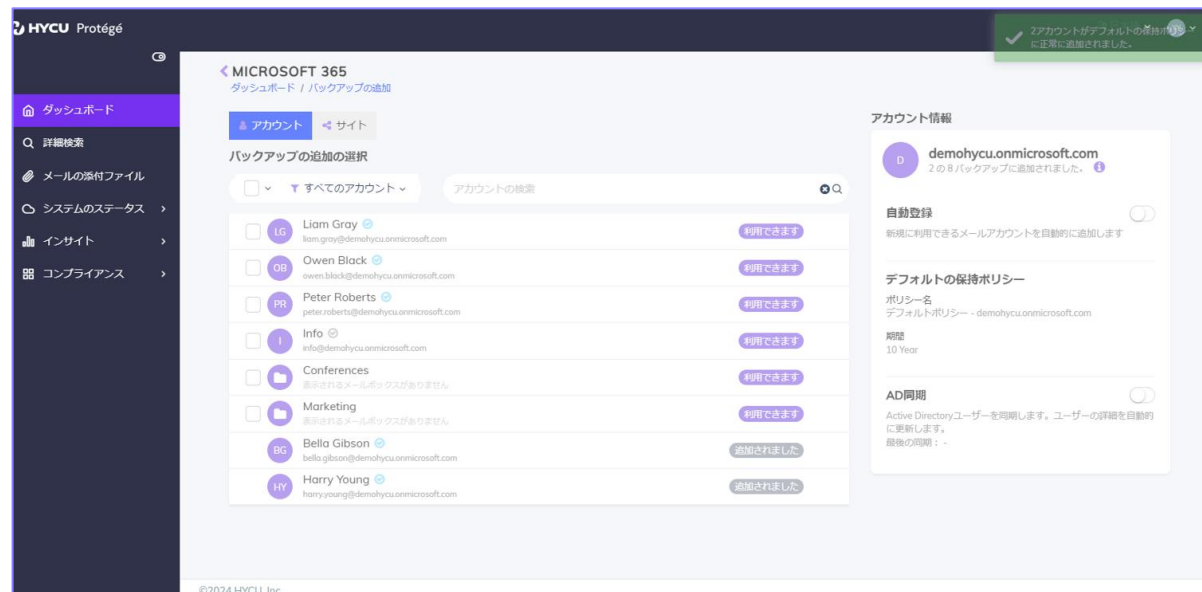 HYCU Protégé
2アカウントがデフォルトの保持ポリシー
に正常に追加されました。
ダッシュボード
詳細検索
メールの添付ファイル
システムのステータス
インサイト
コンプライアンス
MICROSOFT 365
ダッシュボード / バックアップの追加
アカウント
サイト
バックアップの追加の選択
すべてのアカウント
アカウントの検索
LG
Liam Gray
liam.gray@demohycu.onmicrosoft.com
利用できます
OB
Owen Black
owen.black@demohycu.onmicrosoft.com
利用できます
PR
Peter Roberts
peter.roberts@demohycu.onmicrosoft.com
利用できます
I
Info
info@demohycu.onmicrosoft.com
利用できます
Conferences
表示されるメールボックスがありません
利用できます
Marketing
表示されるメールボックスがありません
利用できます
BG
Bella Gibson
bella.gibson@demohycu.onmicrosoft.com
追加されました
HY
Harry Young
harry.young@demohycu.onmicrosoft.com
追加されました
アカウント情報
D
demohycu.onmicrosoft.com
2 の 8 バックアップに追加されました。
自動登録
新規に利用できるメールアカウントを自動的に追加します
デフォルトの保持ポリシー
ポリシー名
デフォルトポリシー - demohycu.onmicrosoft.com
期間
10 Year
AD同期
Active Directoryユーザーを同期します。ユーザーの詳細を自動的
に更新します。
最後の同期： -
©2024 HYCU, Inc.